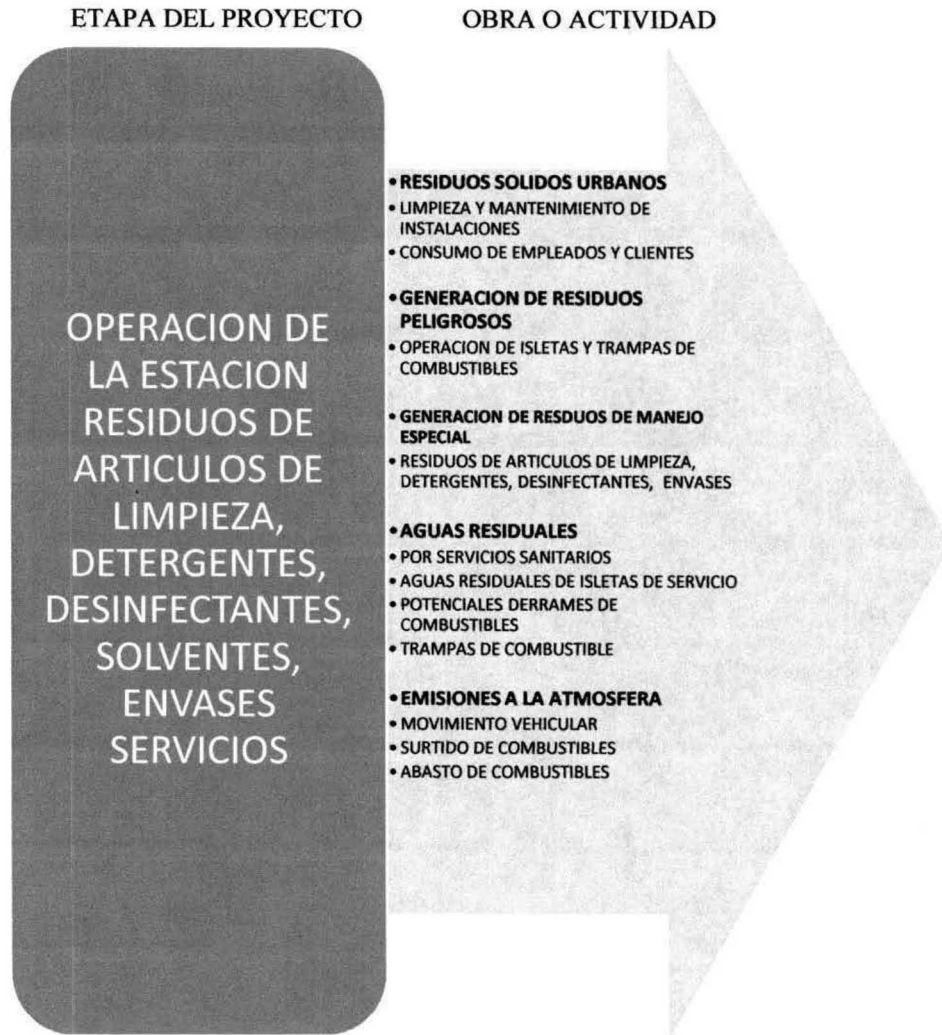 ETAPA DEL PROYECTO
OBRA O ACTIVIDAD
OPERACION DE
LA ESTACION
RESIDUOS DE
ARTICULOS DE
LIMPIEZA,
DETERGENTES,
DESINFECTANTES,
SOLVENTES,
ENVASES
SERVICIOS
• RESIDUOS SOLIDOS URBANOS
• LIMPIEZA Y MANTENIMIENTO DE
INSTALACIONES
• CONSUMO DE EMPLEADOS Y CLIENTES
• GENERACION DE RESIDUOS
PELIGROSOS
• OPERACION DE ISLETAS Y TRAMPAS DE
COMBUSTIBLES
• GENERACION DE RESDUOS DE MANEJO
ESPECIAL
• RESIDUOS DE ARTICULOS DE LIMPIEZA,
DETERGENTES, DESINFECTANTES, ENVASES
• AGUAS RESIDUALES
• POR SERVICIOS SANITARIOS
• AGUAS RESIDUALES DE ISLETAS DE SERVICIO
• POTENCIALES DERRAMES DE
COMBUSTIBLES
• TRAMPAS DE COMBUSTIBLE
• EMISIONES A LA ATMOSFERA
• MOVIMIENTO VEHICULAR
• SURTIDO DE COMBUSTIBLES
• ABASTO DE COMBUSTIBLES